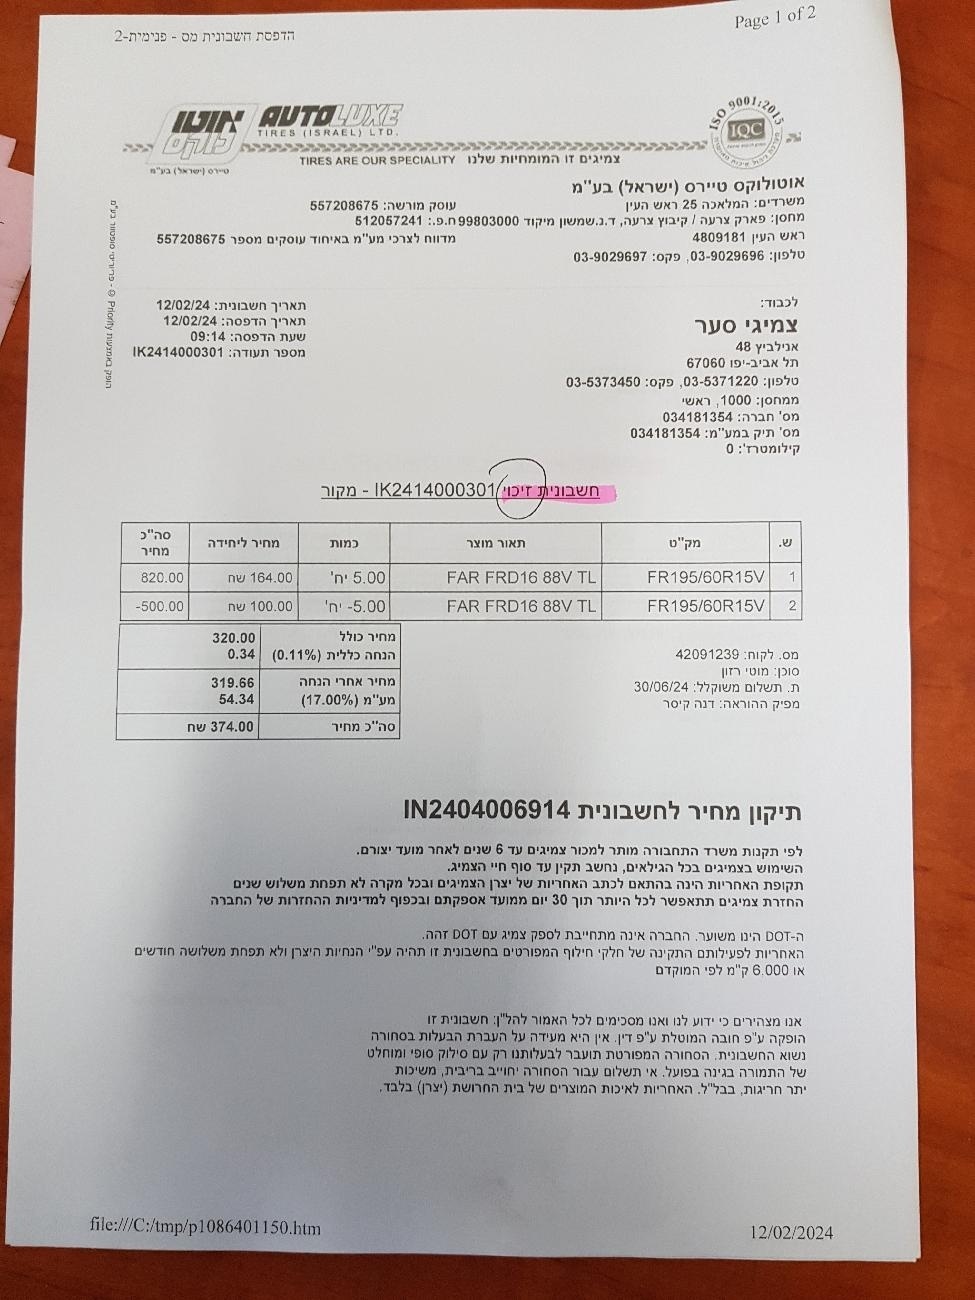 הדפסת חשבונית מס - פנימית-2
Page 1 of 2
אוטו לוקס
AUTOLUXE
TIRES (ISRAEL) LTD.
ISO 9001:2015
IQC
TIRES ARE OUR SPECIALITY צמיגים זו המומחיות שלנו
טיירס (ישראל) בע"מ
אוטולוקס טיירס (ישראל) בע"מ
משרדים: המלאכה 25 ראש העין
עוסק מורשה: 557208675
מחסן: פארק צרעה / קיבוץ צרעה, ד.נ.שמשון מיקוד 99803000
ח.פ.: 512057241
ראש העין 4809181
מדווח לצרכי מע"מ באיחוד עוסקים מספר 557208675
טלפון: 03-9029696, פקס: 03-9029697
לכבוד:
צמיגי סער
אנילביץ 48
תל אביב-יפו 67060
טלפון: 03-5371220, פקס: 03-5373450
ממחסן: 1000, ראשי
מס' חברה: 034181354
מס' תיק במע"מ: 034181354
קילומטרז': 0
תאריך חשבונית: 12/02/24
תאריך הדפסה: 12/02/24
שעת הדפסה: 09:14
מספר תעודה: IK2414000301
חשבונית זיכוי IK2414000301 - מקור
ש. מק"ט תאור מוצר כמות מחיר ליחידה סה"כ מחיר
1 FR195/60R15V FAR FRD16 88V TL 5.00 יח' 164.00 שח 820.00
2 FR195/60R15V FAR FRD16 88V TL -5.00 יח' 100.00 שח -500.00
מחיר כולל 320.00
הנחה כללית (0.11%) 0.34
מחיר אחרי הנחה 319.66
מע"מ (17.00%) 54.34
סה"כ מחיר 374.00 שח
מס. לקוח: 42091239
סוכן: מוטי רזון
ת. תשלום משוקלל: 30/06/24
מפיק ההוראה: דנה קיסר
תיקון מחיר לחשבונית IN2404006914
לפי תקנות משרד התחבורה מותר למכור צמיגים עד 6 שנים לאחר מועד יצורם.
השימוש בצמיגים בכל הגילאים, נחשב תקין עד סוף חיי הצמיג.
תקופת האחריות הינה בהתאם לכתב האחריות של יצרן הצמיגים ובכל מקרה לא תפחת משלוש שנים
החזרת צמיגים תתאפשר לכל היותר תוך 30 יום ממועד אספקתם ובכפוף למדיניות ההחזרות של החברה
ה-DOT הינו משוער. החברה אינה מתחייבת לספק צמיג עם DOT זהה.
האחריות לפעילותם התקינה של חלקי חילוף המפורטים בחשבונית זו תהיה עפ"י הנחיות היצרן ולא תפחת משלושה חודשים
או 6.000 ק"מ לפי המוקדם
אנו מצהירים כי ידוע לנו ואנו מסכימים לכל האמור להל"ן: חשבונית זו
הופקה ע"פ חובה המוטלת ע"פ דין. אין היא מעידה על העברת הבעלות בסחורה
נשוא החשבונית. הסחורה המפורטת תועבר לבעלותנו רק עם סילוק סופי ומוחלט
של התמורה בגינה בפועל. אי תשלום עבור הסחורה יחוייב בריבית, משיכות
יתר חריגות, בבל"ל. האחריות לאיכות המוצרים של בית החרושת (יצרן) בלבד.
file:///C:/tmp/p1086401150.htm
12/02/2024